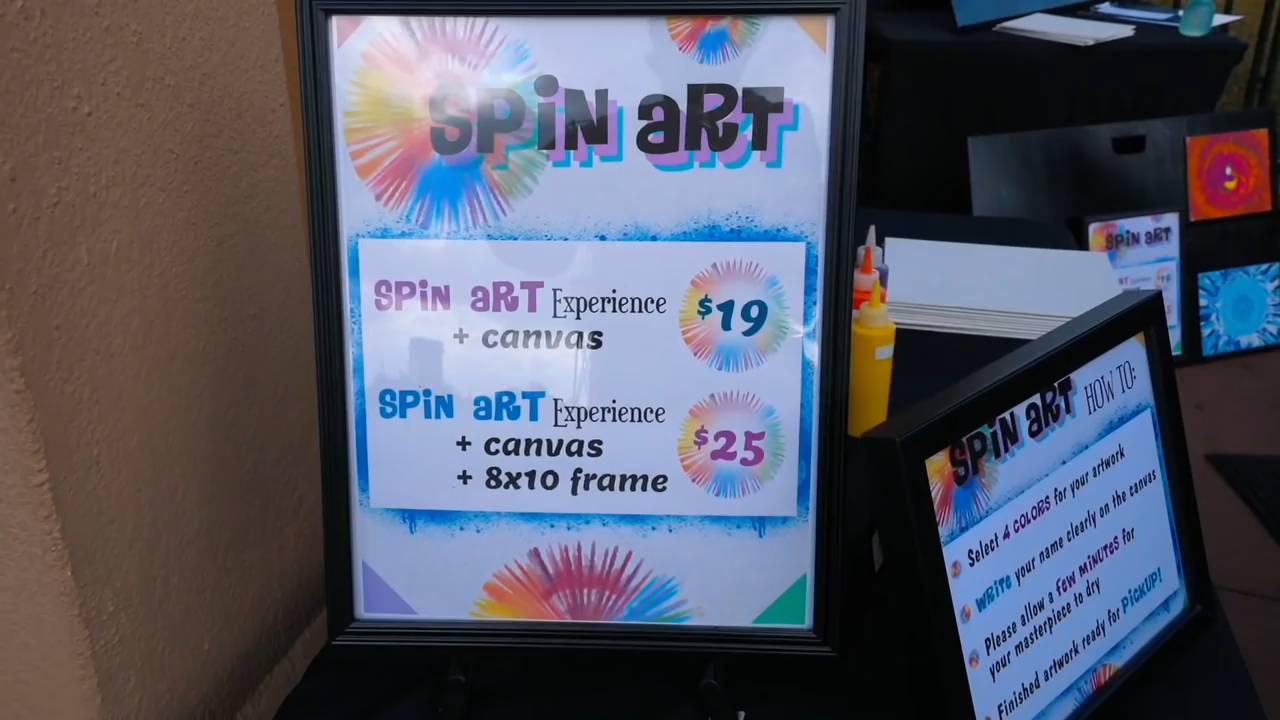 SPiN aRT
SPiN aRT Experience
+ canvas
$19
SPiN aRT Experience
+ canvas
+ 8x10 frame
$25
SPiN aRT
SPiN aRT HOW TO:
Select 4 COLORS for your artwork
WRiTE your name clearly on the canvas
Please allow a few MiNUTES for
your masterpiece to dry
Finished artwork ready for PiCKUP!